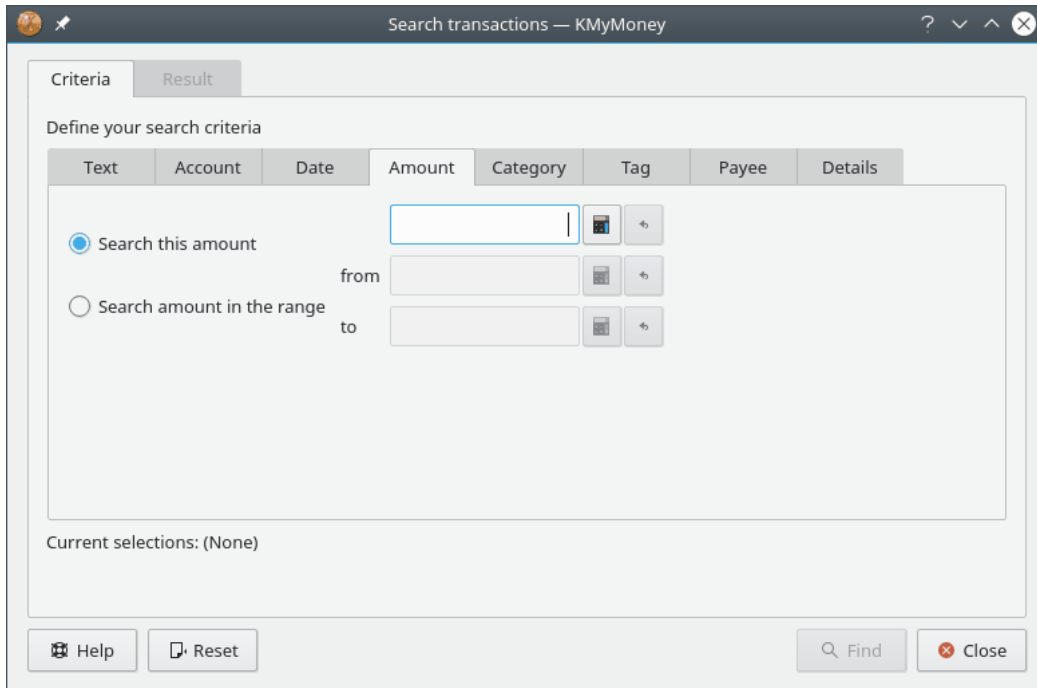 Search transactions — KMyMoney
Criteria Result
Define your search criteria
Text Account Date Amount Category Tag Payee Details
Search this amount
from
Search amount in the range
to
Current selections: (None)
Help Reset Find Close